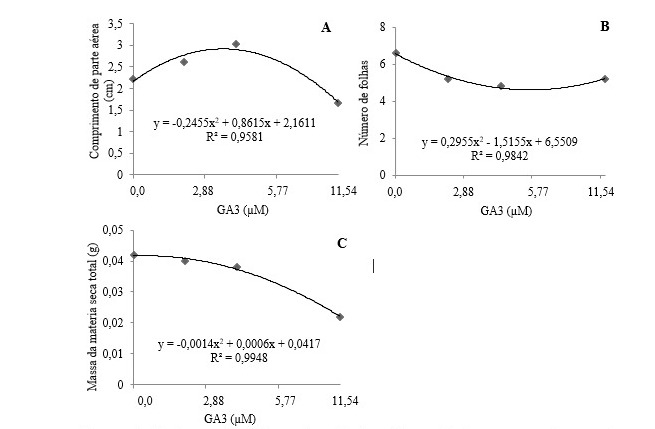 A
Comprimento de parte aérea
(cm)
3,5
3
2,5
2
1,5
1
0,5
0
y = -0,2455x² + 0,8615x + 2,1611
R² = 0,9581
0,0 2,88 5,77 11,54
GA3 (µM)
B
Número de folhas
8
6
4
2
0
y = 0,2955x² - 1,5155x + 6,5509
R² = 0,9842
0,0 2,88 5,77 11,54
GA3 (µM)
C
Massa da materia seca total (g)
0,05
0,04
0,03
0,02
0,01
0
y = -0,0014x² + 0,0006x + 0,0417
R² = 0,9948
0,0 2,88 5,77 11,54
GA3 (µM)